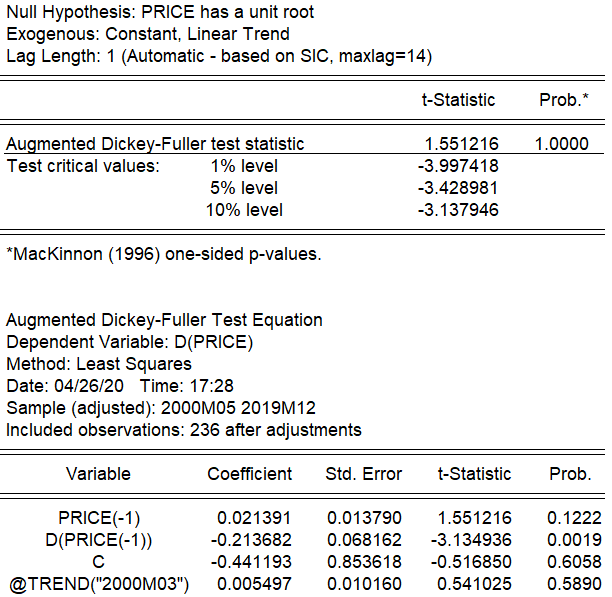 Null Hypothesis: PRICE has a unit root
Exogenous: Constant, Linear Trend
Lag Length: 1 (Automatic - based on SIC, maxlag=14)
t-Statistic Prob.*
Augmented Dickey-Fuller test statistic 1.551216 1.0000
Test critical values: 1% level -3.997418
5% level -3.428981
10% level -3.137946
*MacKinnon (1996) one-sided p-values.
Augmented Dickey-Fuller Test Equation
Dependent Variable: D(PRICE)
Method: Least Squares
Date: 04/26/20 Time: 17:28
Sample (adjusted): 2000M05 2019M12
Included observations: 236 after adjustments
Variable Coefficient Std. Error t-Statistic Prob.
PRICE(-1) 0.021391 0.013790 1.551216 0.1222
D(PRICE(-1)) -0.213682 0.068162 -3.134936 0.0019
C -0.441193 0.853618 -0.516850 0.6058
@TREND("2000M03") 0.005497 0.010160 0.541025 0.5890